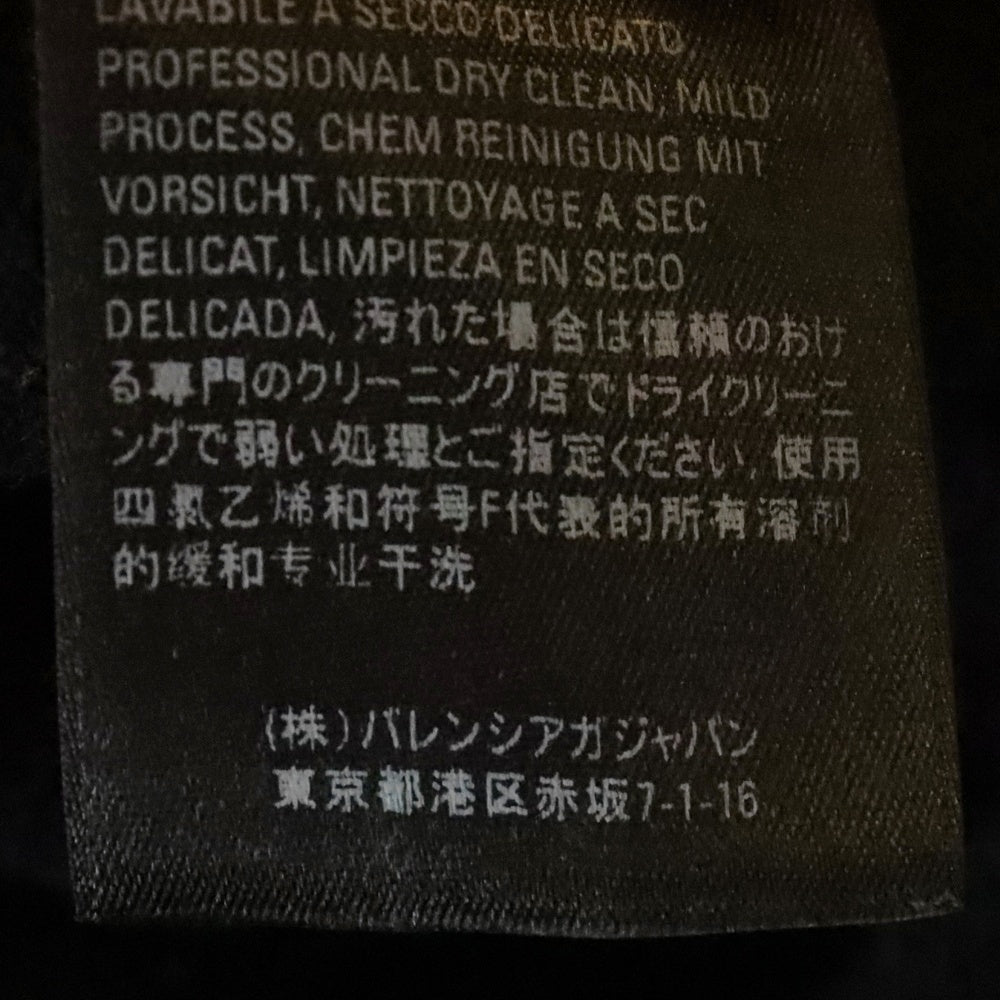 LAVABILE A SECCO DELICATO,
PROFESSIONAL DRY CLEAN, MILD
PROCESS, CHEM REINIGUNG MIT
VORSICHT, NETTOYAGE A SEC
DELICAT, LIMPIEZA EN SECO
DELICADA, 汚れた場合は信頼のおけ
る専門のクリーニング店でドライクリーニ
ングで弱い処理とご指定ください, 使用
四氯乙烯和符号F代表的所有溶剂
的缓和专业干洗
(株)バレンシアガジャパン
東京都港区赤坂7-1-16